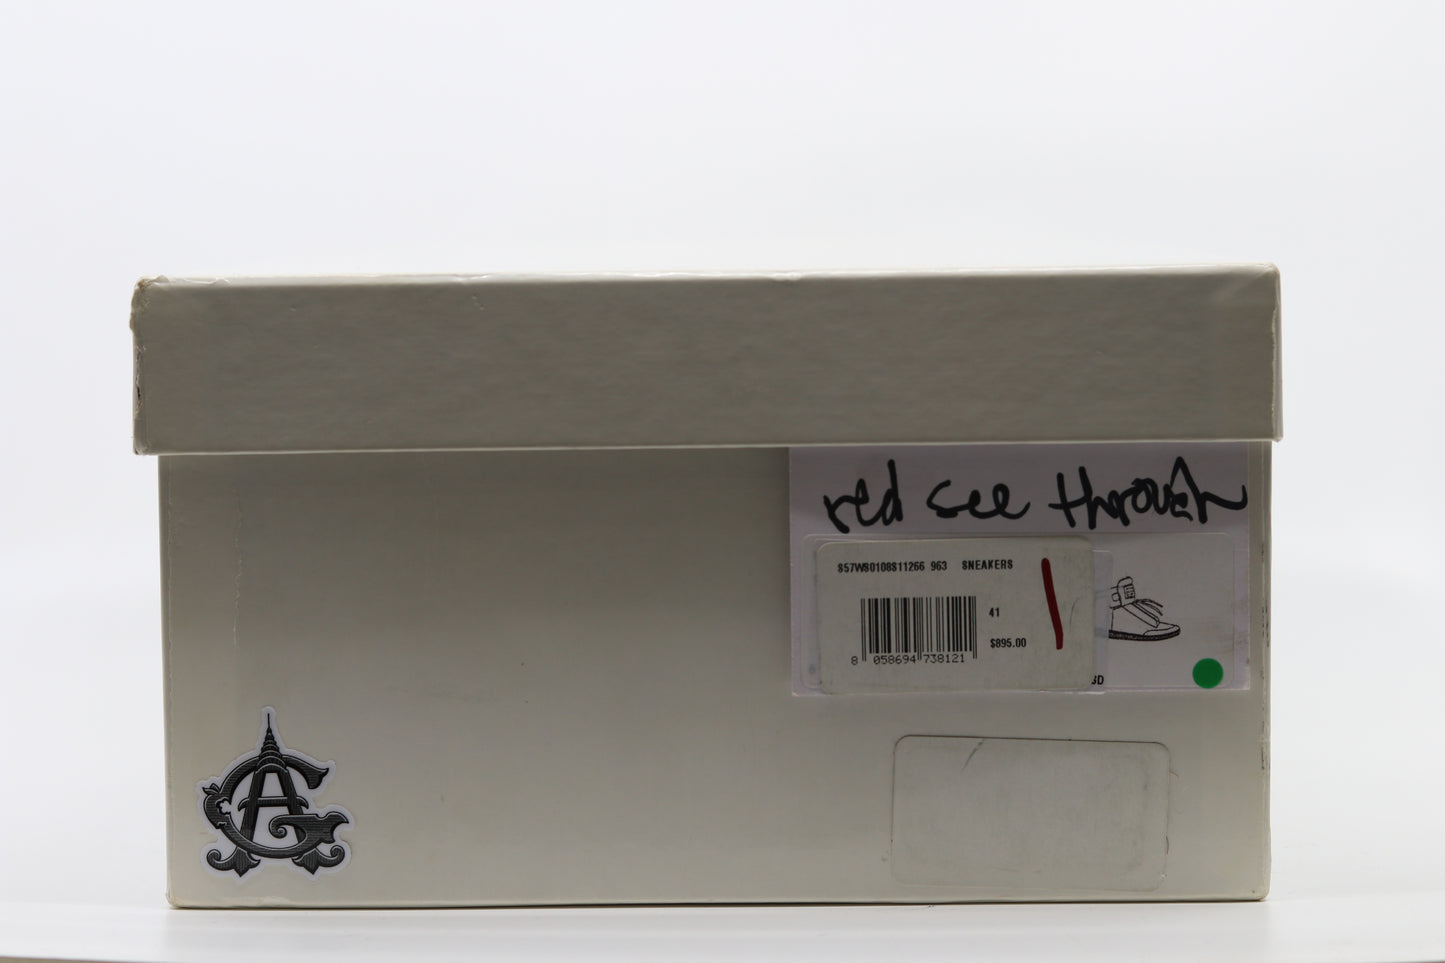 red see through
S57WS0108S11266 963 SNEAKERS
41
$895.00
8 058694 738121